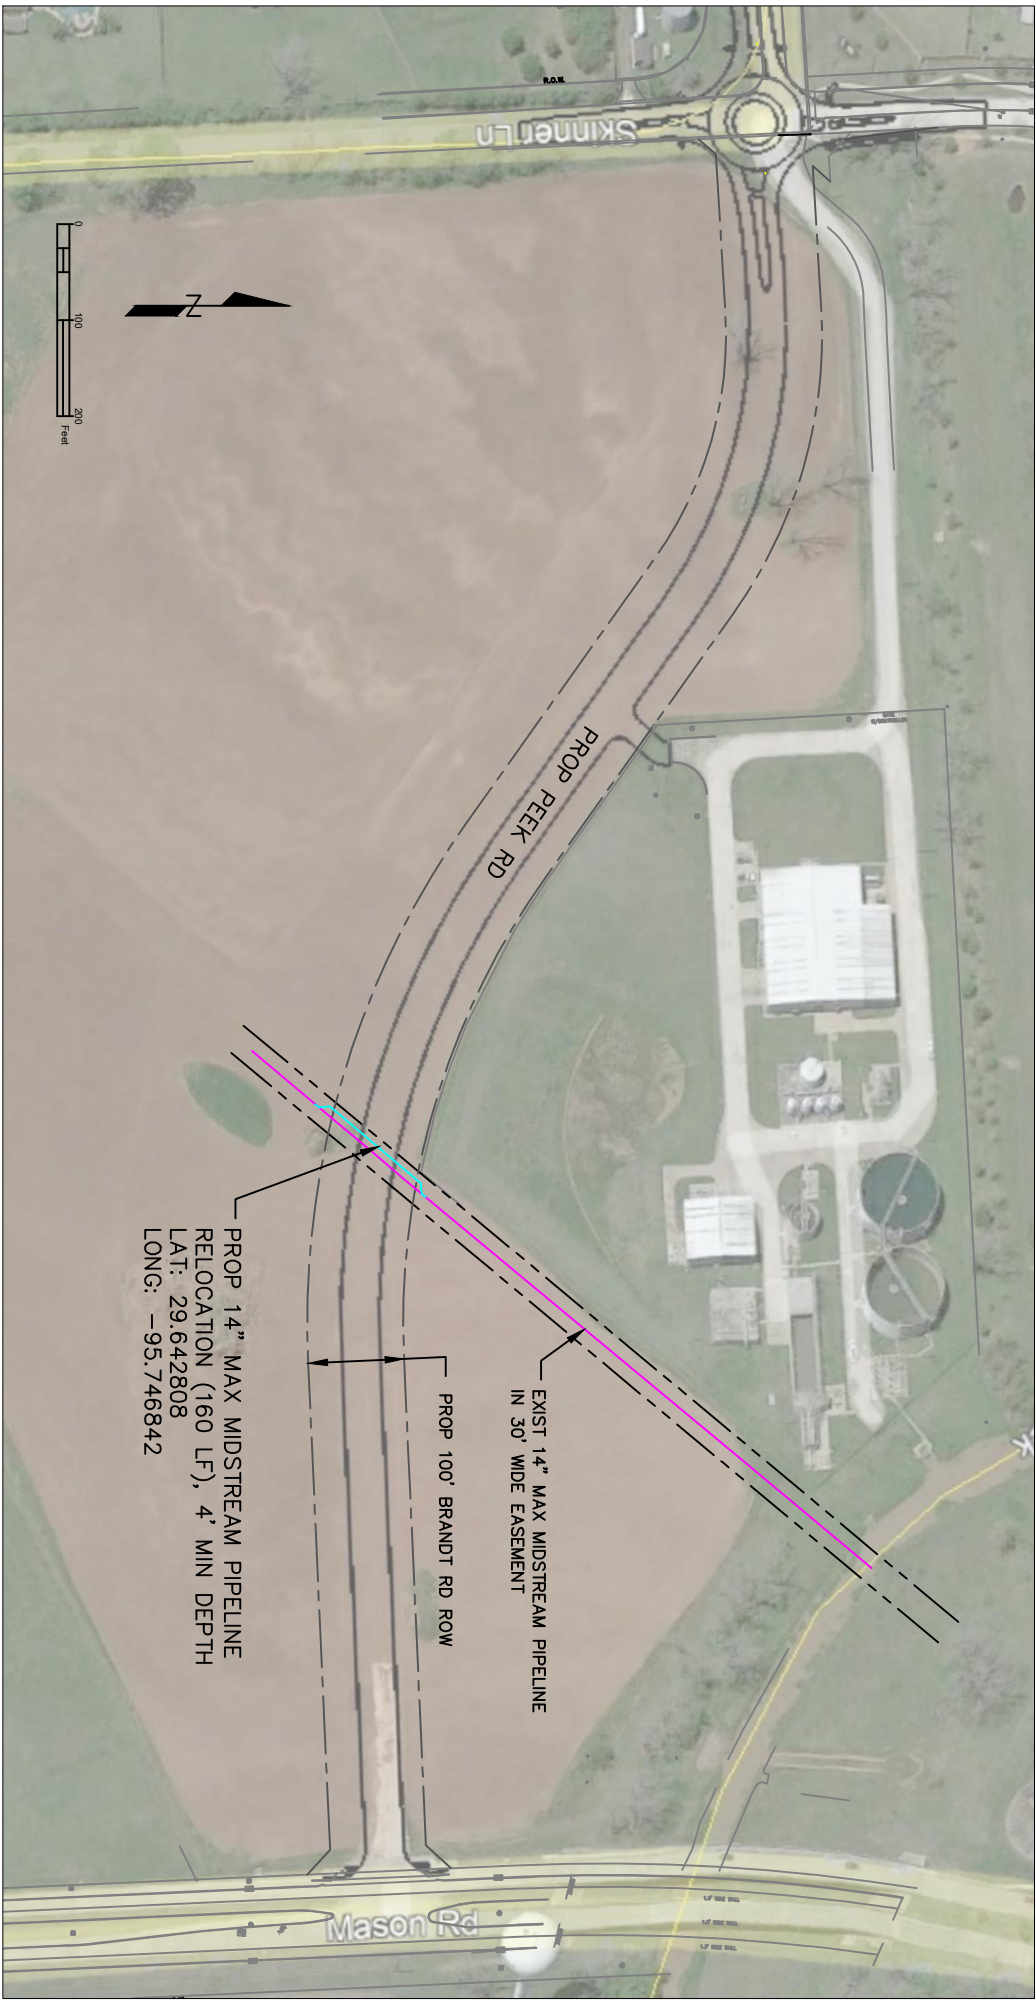 R.O.W.
Skinner Ln
0
100
200
Feet
N
PROP PEEK RD
EXIST 14" MAX MIDSTREAM PIPELINE
IN 30' WIDE EASEMENT
PROP 100' BRANDT RD ROW
PROP 14" MAX MIDSTREAM PIPELINE
RELOCATION (160 LF), 4' MIN DEPTH
LAT: 29.642808
LONG: -95.746842
Mason Rd